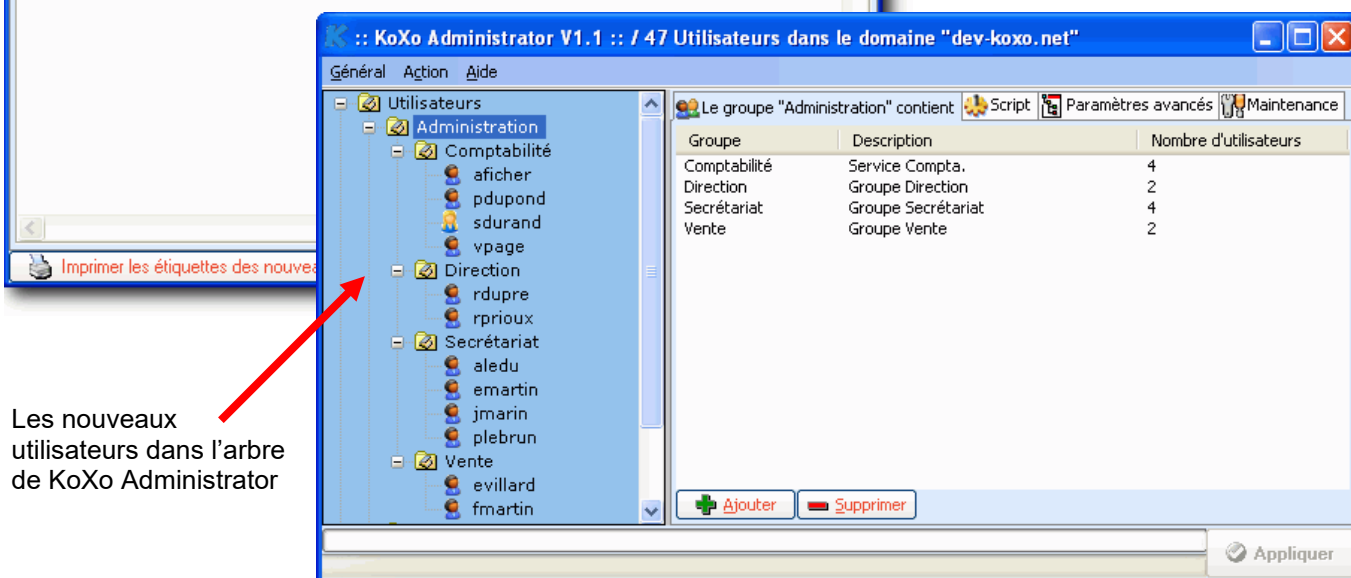 :: KoXo Administrator V1.1 :: / 47 Utilisateurs dans le domaine "dev-koxo.net"
Général Action Aide
Utilisateurs
Administration
Comptabilité
aficher
pdupond
sdurand
vpage
Direction
rdupre
rprioux
Secrétariat
aledu
emartin
jmarin
plebrun
Vente
evillard
fmartin
Le groupe "Administration" contient Script Paramètres avancés Maintenance
Groupe Description Nombre d'utilisateurs
Comptabilité Service Compta. 4
Direction Groupe Direction 2
Secrétariat Groupe Secrétariat 4
Vente Groupe Vente 2
Ajouter Supprimer
Appliquer
Imprimer les étiquettes des
Les nouveaux
utilisateurs dans l’arbre
de KoXo Administrator